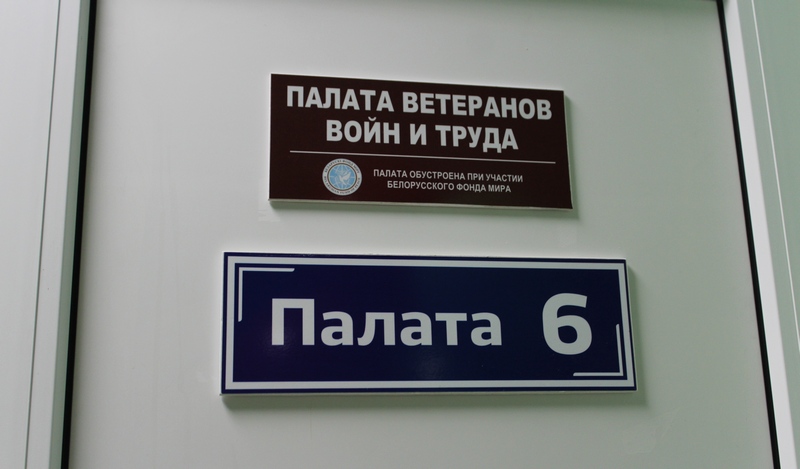 ПАЛАТА ВЕТЕРАНОВ
ВОЙН И ТРУДА
ПАЛАТА ОБУСТРОЕНА ПРИ УЧАСТИИ
БЕЛОРУССКОГО ФОНДА МИРА
Палата 6